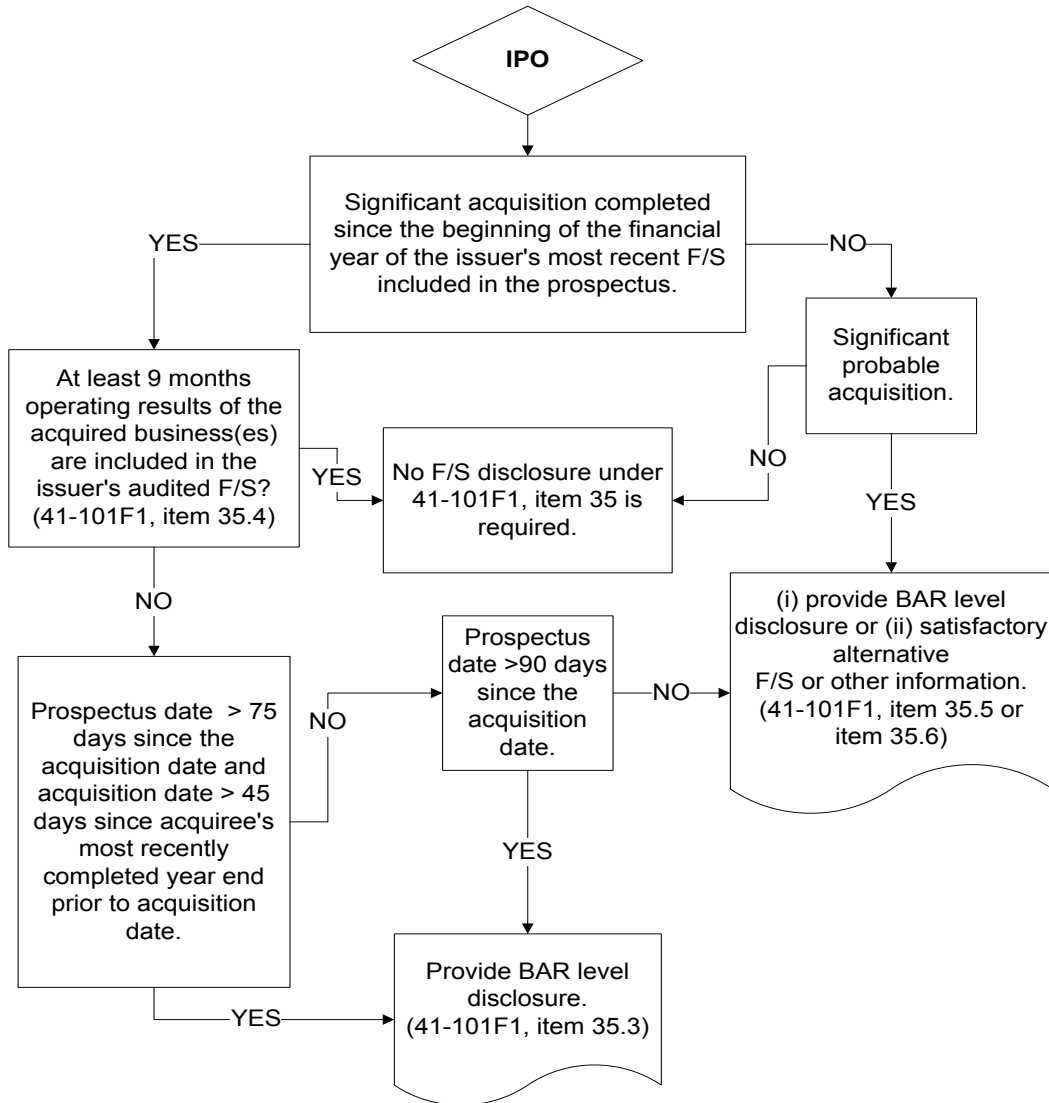 IPO
Significant acquisition completed
since the beginning of the financial
year of the issuer's most recent F/S
included in the prospectus.
YES
NO
At least 9 months
operating results of the
acquired business(es)
are included in the
issuer's audited F/S?
(41-101F1, item 35.4)
Significant
probable
acquisition.
YES
No F/S disclosure under
41-101F1, item 35 is
required.
NO
YES
NO
Prospectus date > 75
days since the
acquisition date and
acquisition date > 45
days since acquiree's
most recently
completed year end
prior to acquisition
date.
NO
Prospectus
date >90 days
since the
acquisition
date.
NO
(i) provide BAR level
disclosure or (ii) satisfactory
alternative
F/S or other information.
(41-101F1, item 35.5 or
item 35.6)
YES
YES
Provide BAR level
disclosure.
(41-101F1, item 35.3)